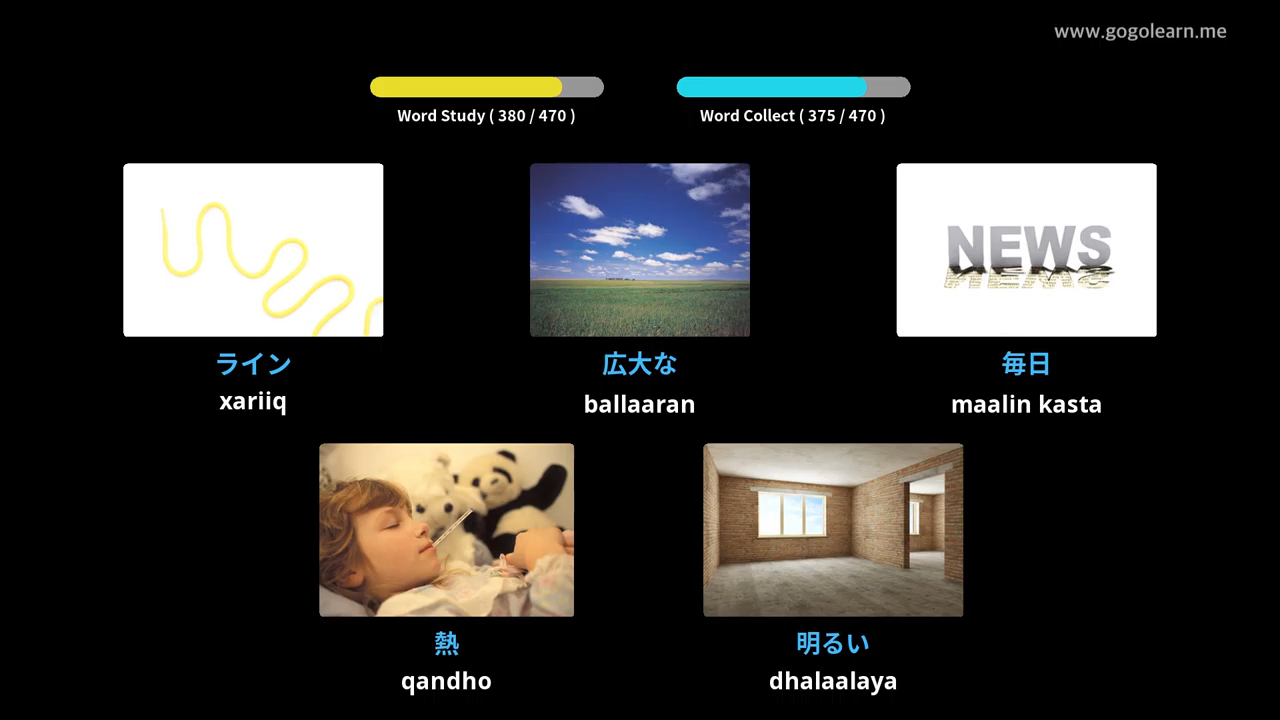 www.gogolearn.me
Word Study ( 380 / 470 )
Word Collect ( 375 / 470 )
NEWS
ライン
xariiq
広大な
ballaaran
毎日
maalin kasta
熱
qandho
明るい
dhalaalaya